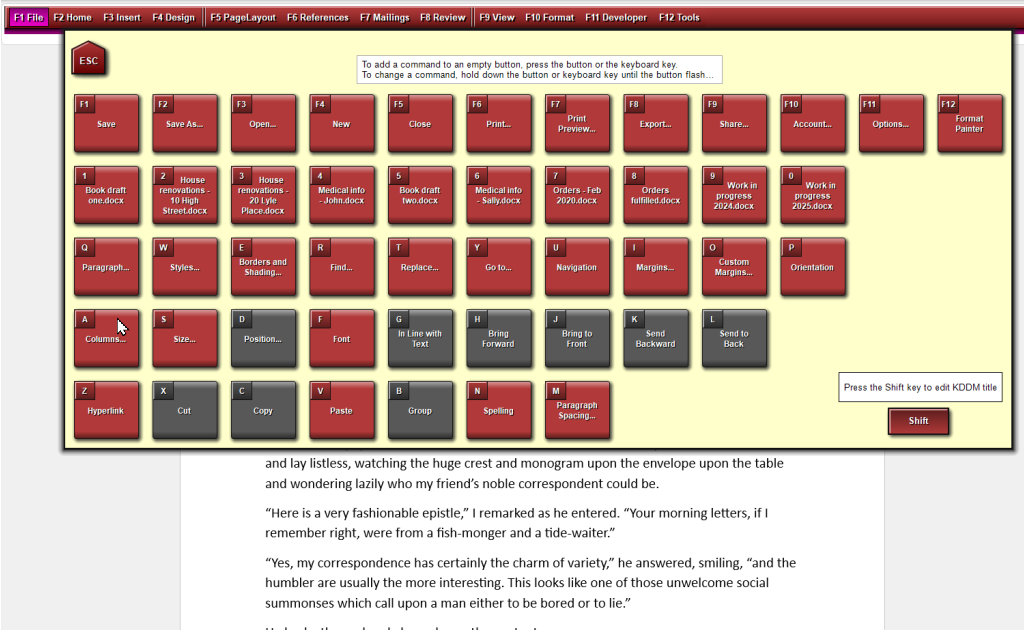 F1 File F2 Home F3 Insert F4 Design F5 PageLayout F6 References F7 Mailings F8 Review F9 View F10 Format F11 Developer F12 Tools
ESC
To add a command to an empty button, press the button or the keyboard key.
To change a command, hold down the button or keyboard key until the button flash...
F1
Save
F2
Save As...
F3
Open...
F4
New
F5
Close
F6
Print...
F7
Print
Preview...
F8
Export...
F9
Share...
F10
Account...
F11
Options...
F12
Format
Painter
1
Book draft
one.docx
2 House
renovations -
10 High
Street.docx
3 House
renovations -
20 Lyle
Place.docx
4
Medical info
- John.docx
5
Book draft
two.docx
6
Medical info
- Sally.docx
7
Orders - Feb
2020.docx
8
Orders
fulfilled.docx
9
Work in
progress
2024.docx
0
Work in
progress
2025.docx
Q
Paragraph...
W
Styles...
E
Borders and
Shading...
R
Find...
T
Replace...
Y
Go to...
U
Navigation
I
Margins...
O
Custom
Margins...
P
Orientation
A
Columns...
S
Size...
D
Position...
F
Font
G
In Line with
Text
H
Bring
Forward
J
Bring to
Front
K
Send
Backward
L
Send to
Back
Z
Hyperlink
X
Cut
C
Copy
V
Paste
B
Group
N
Spelling
M
Paragraph
Spacing...
Press the Shift key to edit KDDM title
Shift
and lay listless, watching the huge crest and monogram upon the envelope upon the table
and wondering lazily who my friend’s noble correspondent could be.
“Here is a very fashionable epistle,” I remarked as he entered. “Your morning letters, if I
remember right, were from a fish-monger and a tide-waiter.”
“Yes, my correspondence has certainly the charm of variety,” he answered, smiling, “and the
humbler are usually the more interesting. This looks like one of those unwelcome social
summonses which call upon a man either to be bored or to lie.”